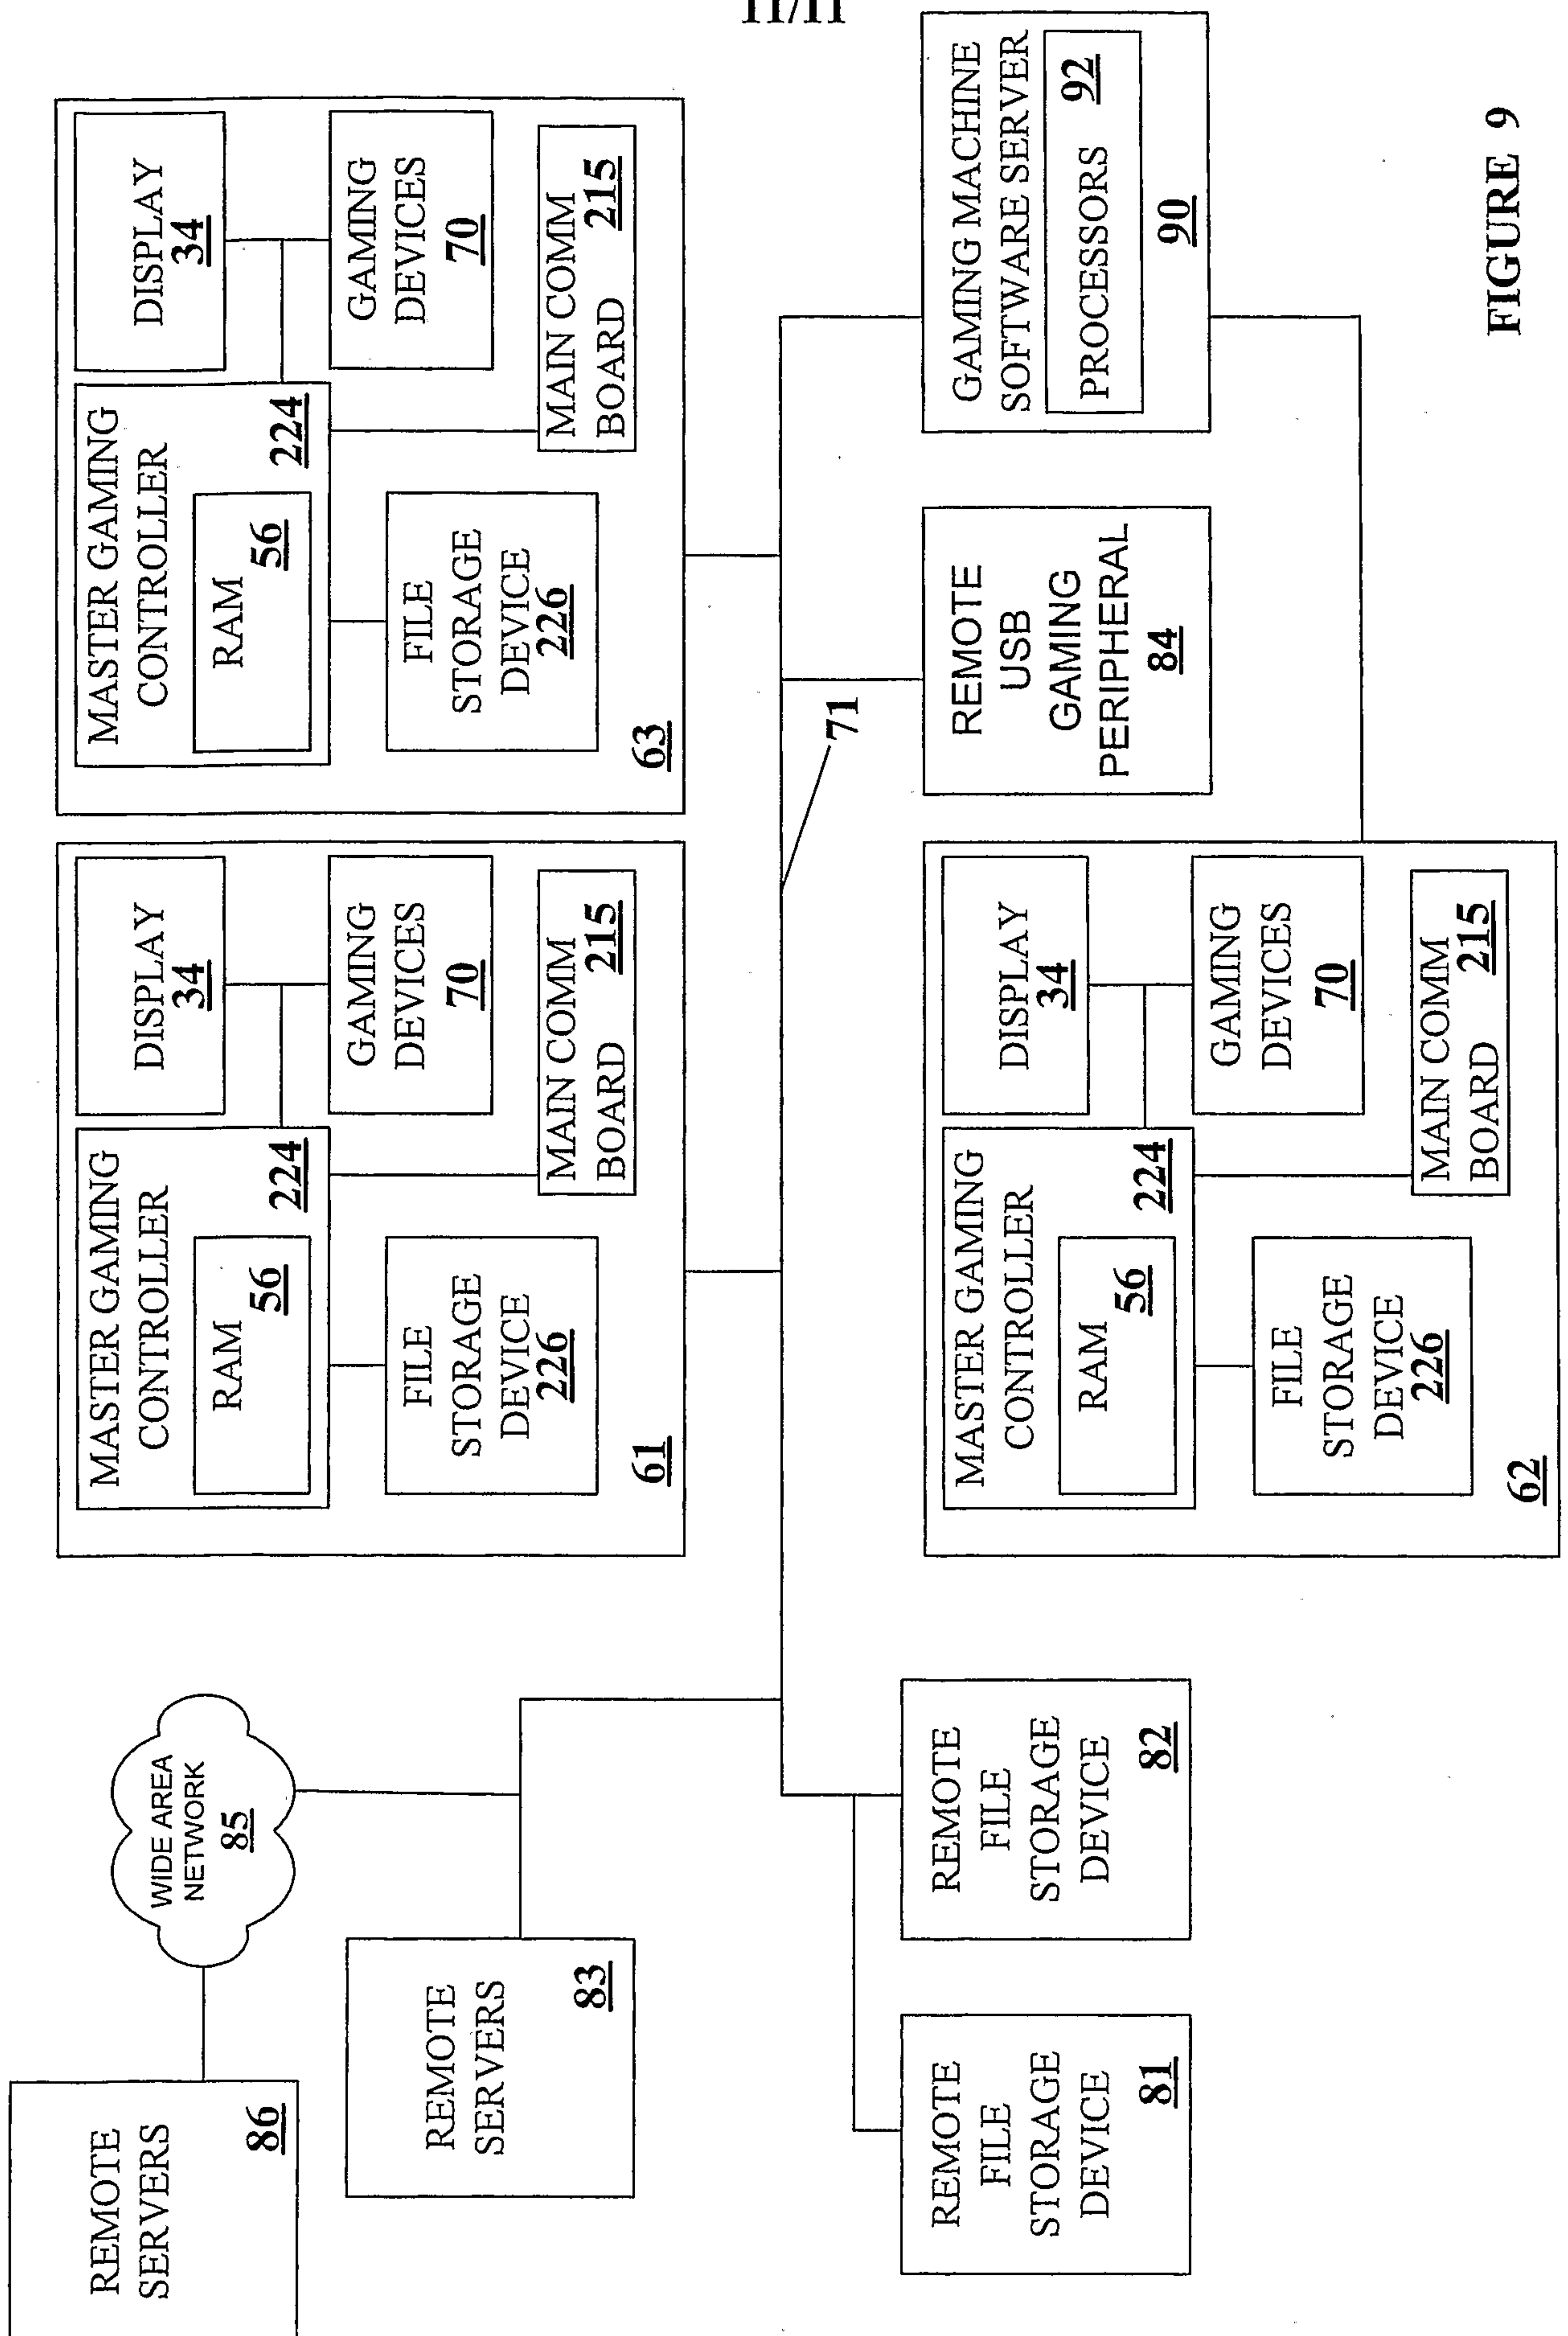 11/11
REMOTE
SERVERS
86
WIDE AREA
NETWORK
85
REMOTE
SERVERS
83
REMOTE
FILE
STORAGE
DEVICE
81
REMOTE
FILE
STORAGE
DEVICE
82
MASTER GAMING
CONTROLLER
224
RAM
56
DISPLAY
34
GAMING
DEVICES
70
FILE
STORAGE
DEVICE
226
MAIN COMM
BOARD
215
61
MASTER GAMING
CONTROLLER
224
RAM
56
DISPLAY
34
GAMING
DEVICES
70
FILE
STORAGE
DEVICE
226
MAIN COMM
BOARD
215
63
71
MASTER GAMING
CONTROLLER
224
RAM
56
DISPLAY
34
GAMING
DEVICES
70
FILE
STORAGE
DEVICE
226
MAIN COMM
BOARD
215
62
REMOTE
USB
GAMING
PERIPHERAL
84
GAMING MACHINE
SOFTWARE SERVER
PROCESSORS 92
90
FIGURE 9